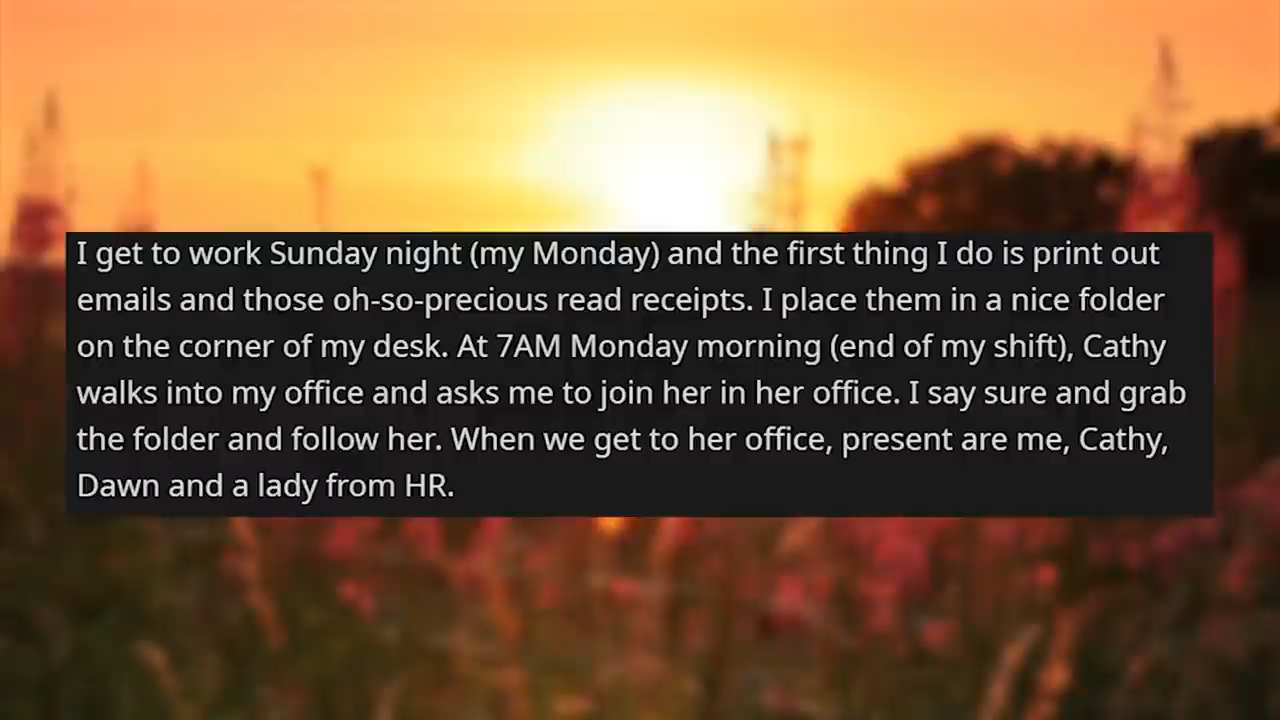 I get to work Sunday night (my Monday) and the first thing I do is print out
emails and those oh-so-precious read receipts. I place them in a nice folder
on the corner of my desk. At 7AM Monday morning (end of my shift), Cathy
walks into my office and asks me to join her in her office. I say sure and grab
the folder and follow her. When we get to her office, present are me, Cathy,
Dawn and a lady from HR.